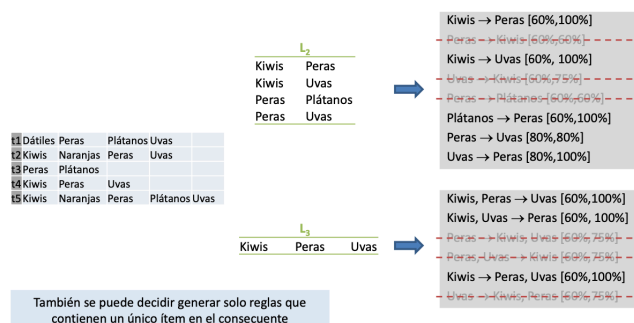 t1 Dátiles Peras Plátanos Uvas
t2 Kiwis Naranjas Peras Uvas
t3 Peras Plátanos
t4 Kiwis Peras Uvas
t5 Kiwis Naranjas Peras Plátanos Uvas
L2
Kiwis Peras
Kiwis Uvas
Peras Plátanos
Peras Uvas
Kiwis → Peras [60%,100%]
Peras → Kiwis [60%,60%]
Kiwis → Uvas [60%, 100%]
Uvas → Kiwis [60%,75%]
Peras → Plátanos [60%,60%]
Plátanos → Peras [60%,100%]
Peras → Uvas [80%,80%]
Uvas → Peras [80%,100%]
L3
Kiwis Peras Uvas
Kiwis, Peras → Uvas [60%,100%]
Kiwis, Uvas → Peras [60%, 100%]
Peras → Kiwis, Uvas [60%,75%]
Peras, Uvas → Kiwis [60%,75%]
Kiwis → Peras, Uvas [60%,100%]
Uvas → Kiwis, Peras [60%,75%]
También se puede decidir generar solo reglas que
contienen un único ítem en el consecuente